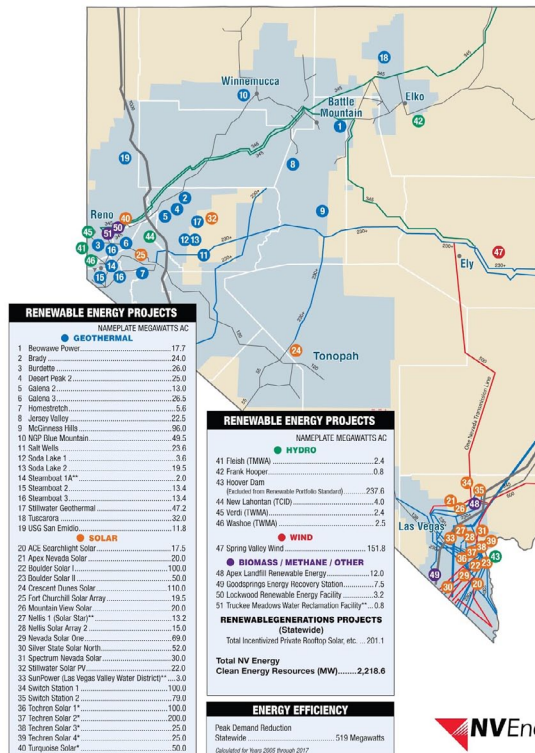 Winnemucca
Battle
Mountain
Elko
Reno
Ely
Tonopah
Las Vegas
RENEWABLE ENERGY PROJECTS
NAMEPLATE MEGAWATTS AC
GEOTHERMAL
1 Beowawe Power 17.7
2 Brady 24.0
3 Burdette 26.0
4 Desert Peak 2 25.0
5 Galena 2 13.0
6 Galena 3 26.5
7 Homestretch 5.6
8 Jersey Valley 22.5
9 McGinness Hills 96.0
10 NGP Blue Mountain 49.5
11 Salt Wells 23.6
12 Soda Lake 1 3.6
13 Soda Lake 2 19.5
14 Steamboat 1A** 2.0
15 Steamboat 2 13.4
16 Steamboat 3 13.4
17 Stillwater Geothermal 47.2
18 Tuscarora 32.0
19 USG San Emidio 11.8
SOLAR
20 ACE Searchlight Solar 17.5
21 Apex Nevada Solar 20.0
22 Boulder Solar I 100.0
23 Boulder Solar II 50.0
24 Crescent Dunes Solar 110.0
25 Fort Churchill Solar Array 19.5
26 Mountain View Solar 20.0
27 Nellis 1 (Solar Star)** 13.2
28 Nellis Solar Array 2 15.0
29 Nevada Solar One 69.0
30 Silver State Solar North 52.0
31 Spectrum Nevada Solar 30.0
32 Stillwater Solar PV 22.0
33 SunPower (Las Vegas Valley Water District)** 3.0
34 Switch Station 1 100.0
35 Switch Station 2 79.0
36 Techren Solar 1* 100.0
37 Techren Solar 2* 200.0
38 Techren Solar 3* 25.0
39 Techren Solar 4* 25.0
40 Turquoise Solar* 50.0
RENEWABLE ENERGY PROJECTS
NAMEPLATE MEGAWATTS AC
HYDRO
41 Fleish (TMWA) 2.4
42 Frank Hooper 0.8
43 Hoover Dam
(Excluded from Renewable Portfolio Standard) 237.6
44 New Lahontan (TCID) 4.0
45 Verdi (TMWA) 2.4
46 Washoe (TWMA) 2.5
WIND
47 Spring Valley Wind 151.8
BIOMASS / METHANE / OTHER
48 Apex Landfill Renewable Energy 12.0
49 Goodsprings Energy Recovery Station 7.5
50 Lockwood Renewable Energy Facility 3.2
51 Truckee Meadows Water Reclamation Facility** 0.8
RENEWABLEGENERATIONS PROJECTS
(Statewide)
Total Incentivized Private Rooftop Solar, etc. 201.1
Total NV Energy
Clean Energy Resources (MW) 2,218.6
ENERGY EFFICIENCY
Peak Demand Reduction
Statewide 519 Megawatts
Calculated for Years 2005 through 2017
One Nevada Transmission Line
NVEne